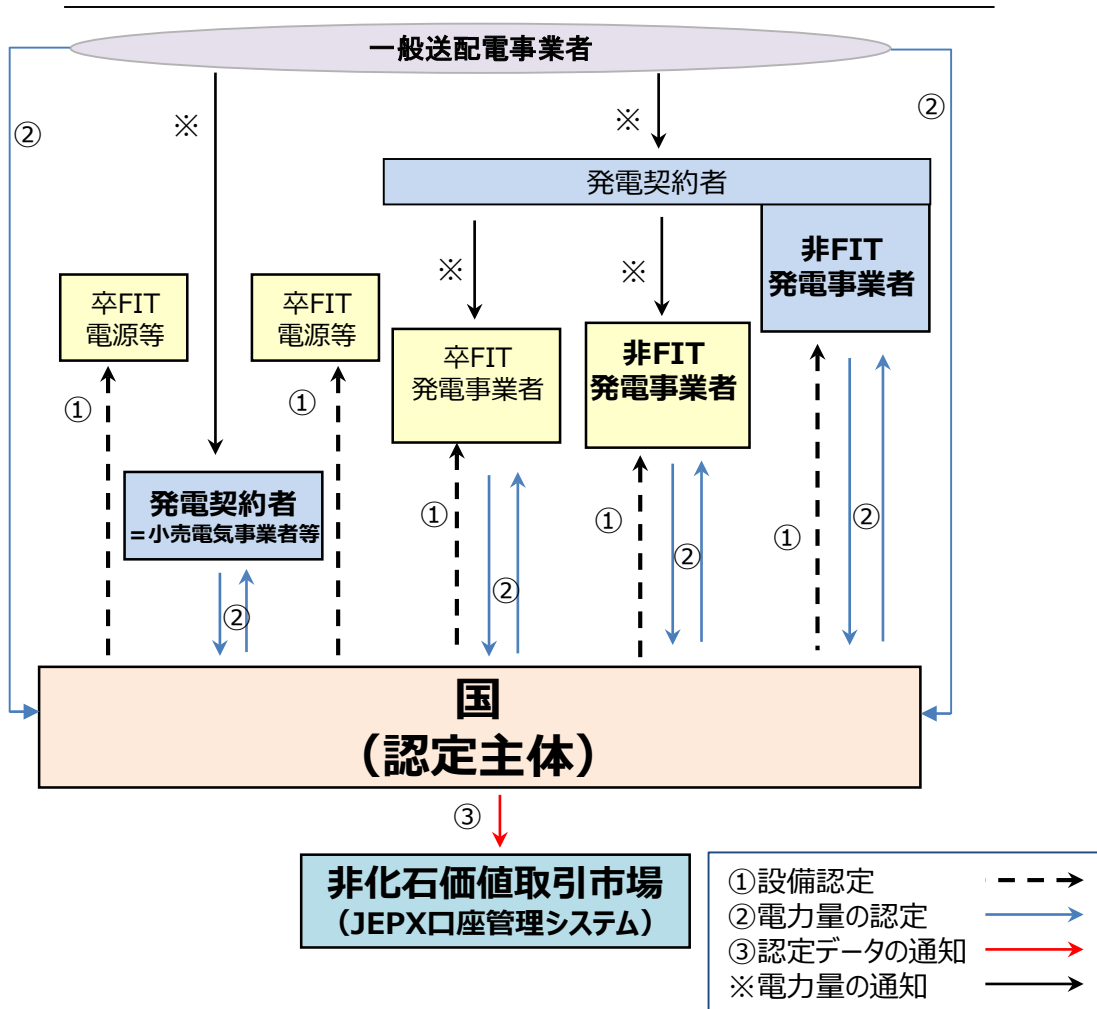 一般送配電事業者
②
※
※
②
発電契約者
非FIT
発電事業者
※
※
卒FIT
電源等
卒FIT
電源等
卒FIT
発電事業者
非FIT
発電事業者
①
①
発電契約者
=小売電気事業者等
①
①
①
②
②
②
②
国
（認定主体）
③
非化石価値取引市場
（JEPX口座管理システム）
①設備認定
②電力量の認定
③認定データの通知
※電力量の通知